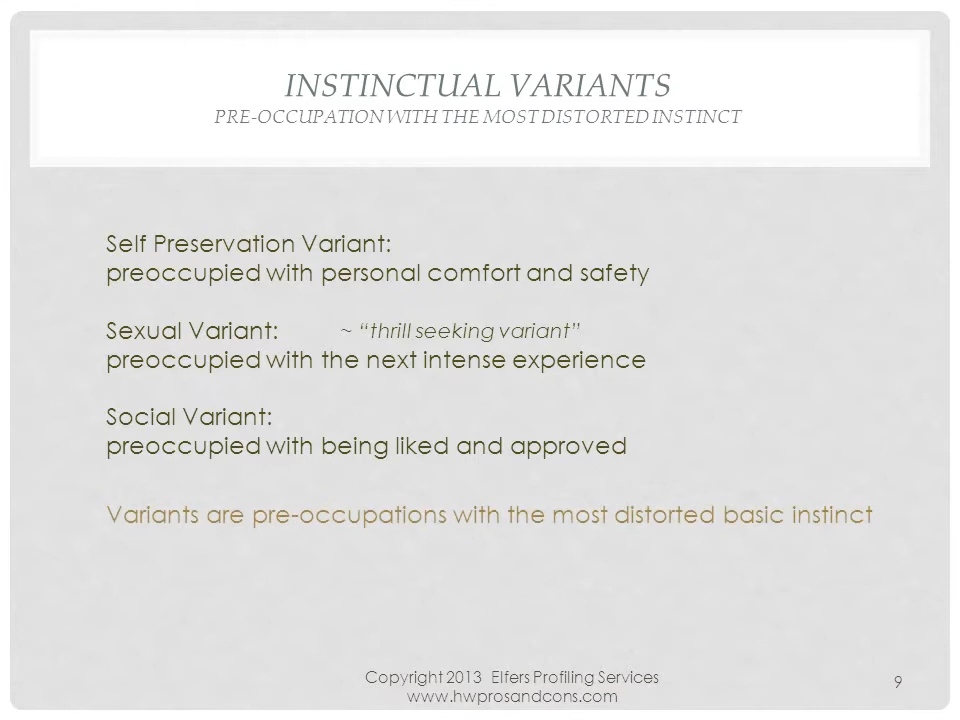 INSTINCTUAL VARIANTS
PRE-OCCUPATION WITH THE MOST DISTORTED INSTINCT
Self Preservation Variant:
preoccupied with personal comfort and safety
Sexual Variant: ~ “thrill seeking variant”
preoccupied with the next intense experience
Social Variant:
preoccupied with being liked and approved
Variants are pre-occupations with the most distorted basic instinct
Copyright 2013 Elfers Profiling Services
www.hwprosandcons.com
9